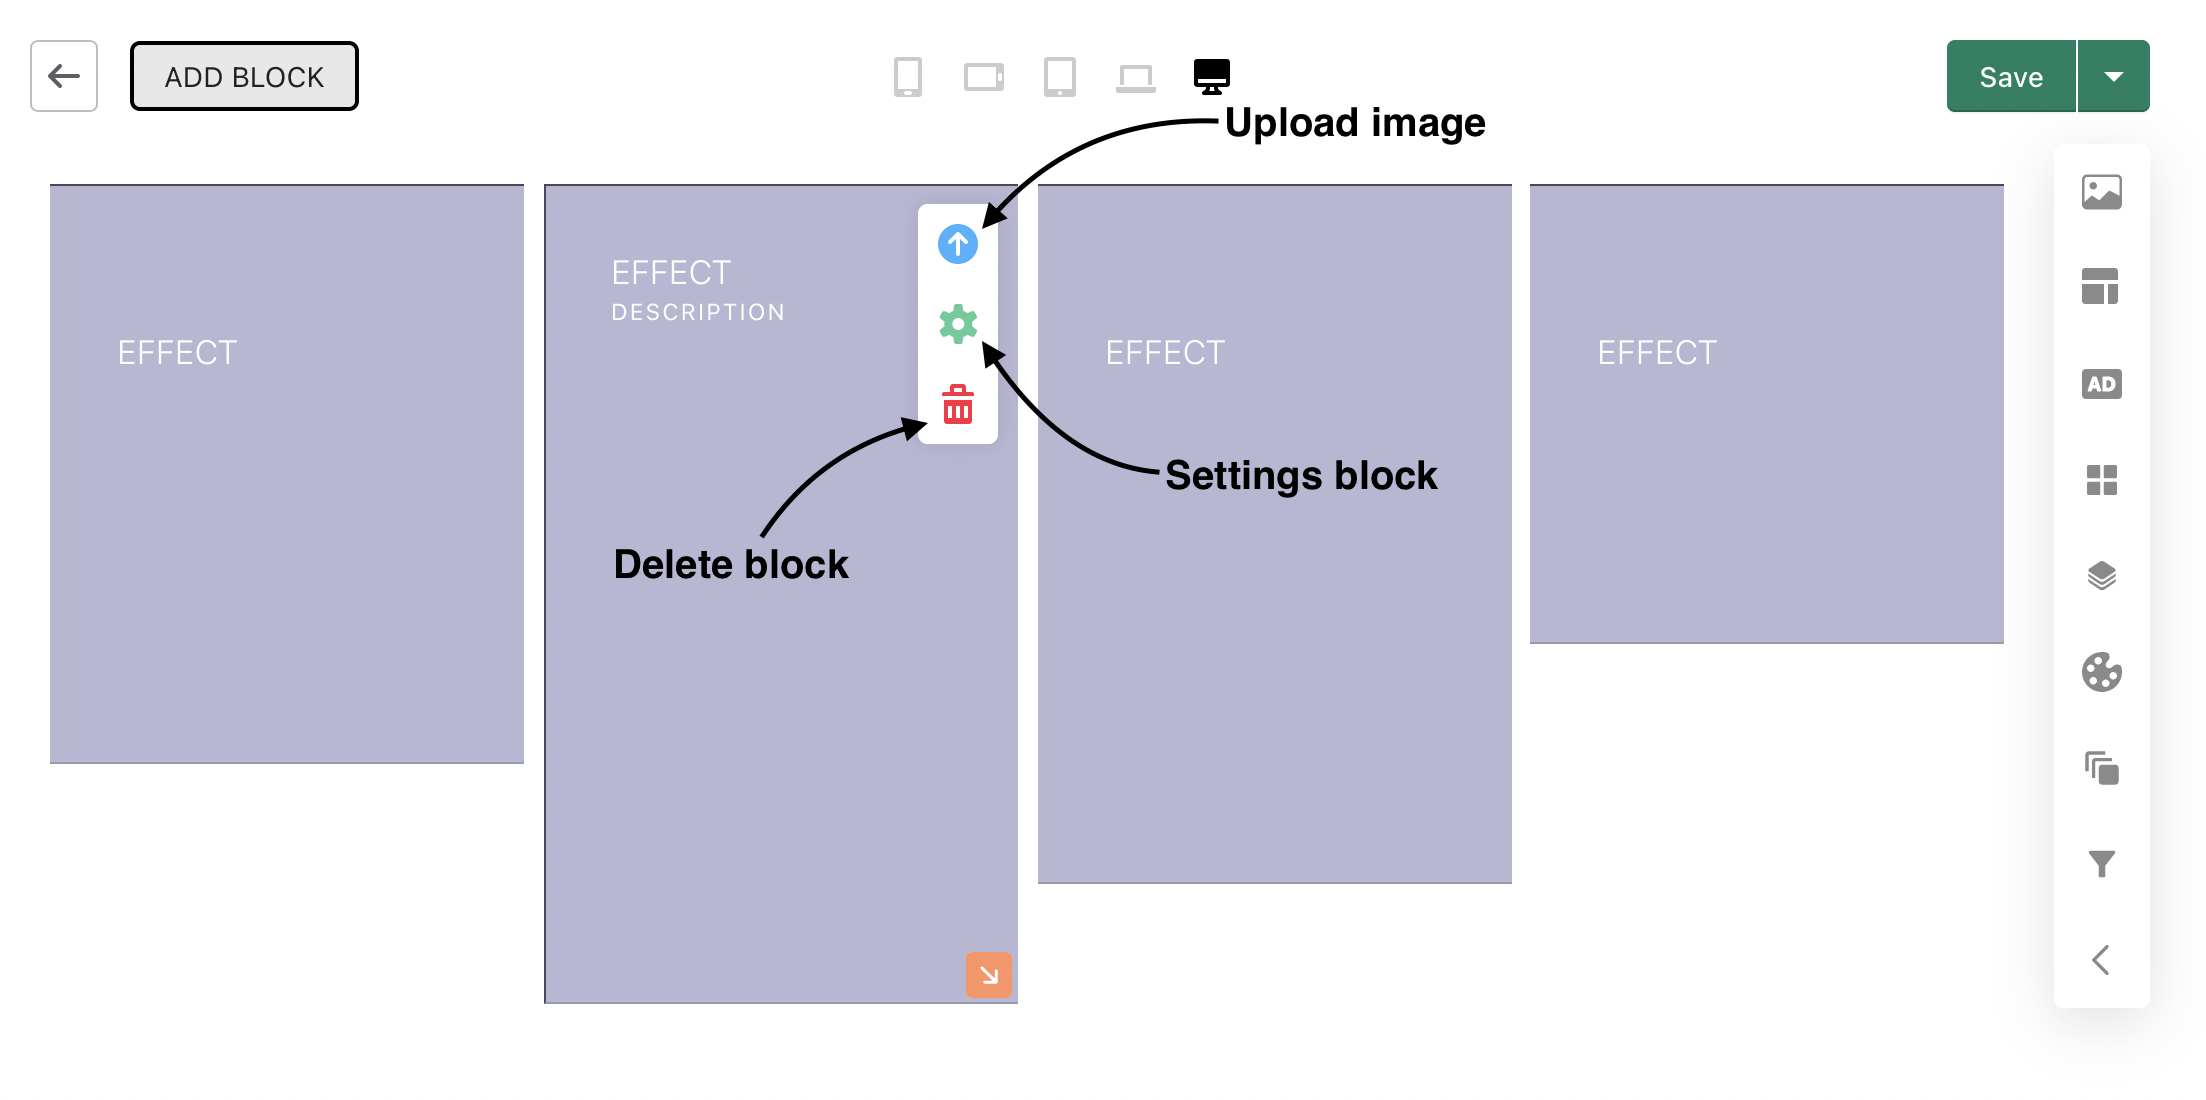 ADD BLOCK
Save
Upload image
EFFECT
EFFECT
DESCRIPTION
EFFECT
EFFECT
AD
Settings block
Delete block